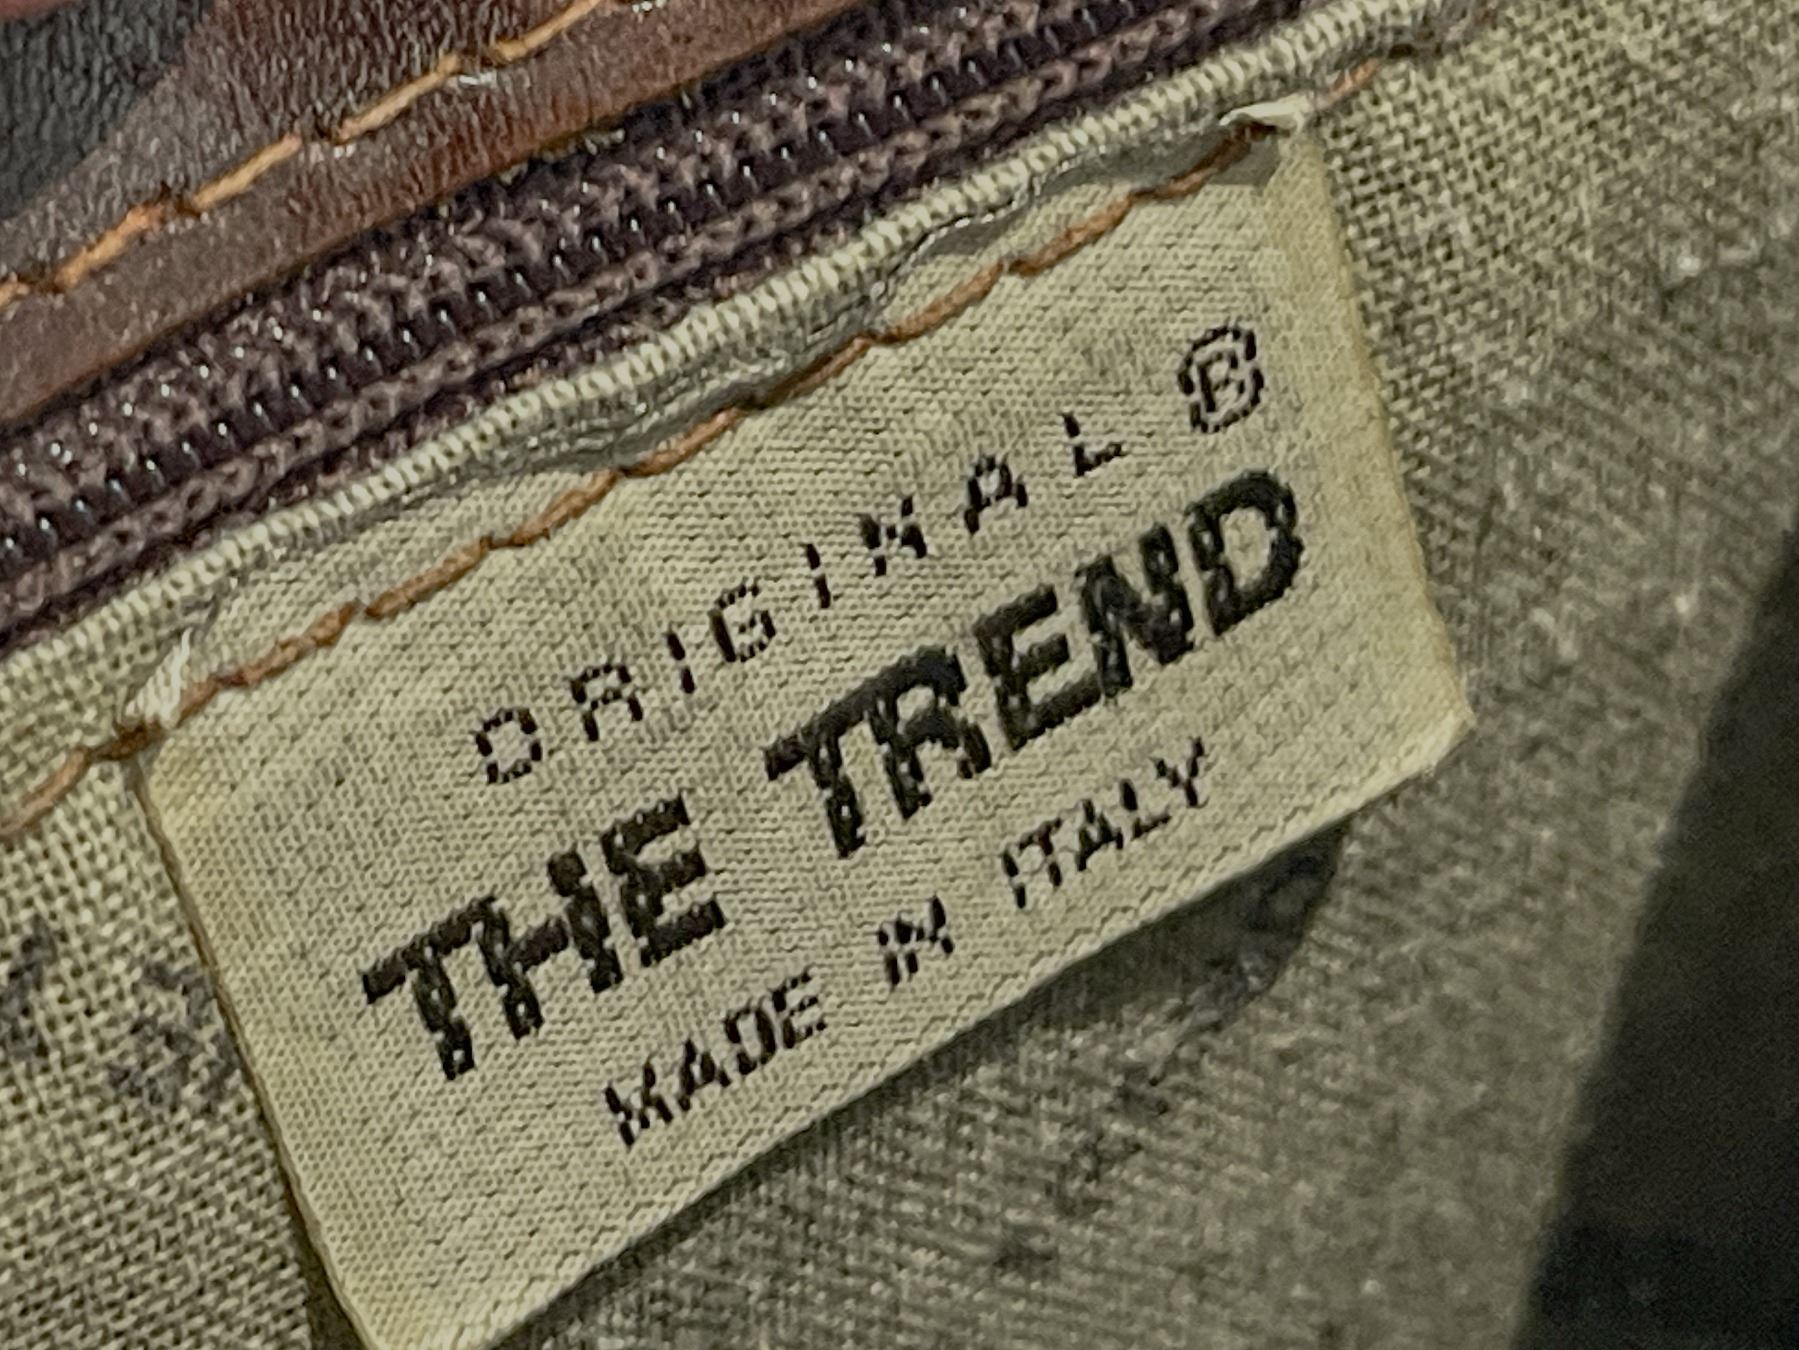 ORIGINAL ®
THE TREND
MADE IN ITALY